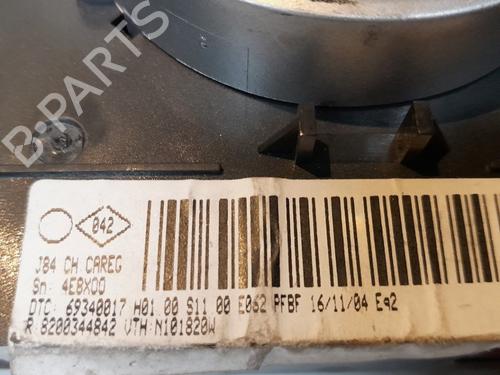 B-PARTS
042
J84 CH CAREG
Sn: 4E8X00
DTC: 69340017 H01.00 S11.00 E062 PFBF 16/11/04 Eq2
R:8200344842 VTH:N101820W